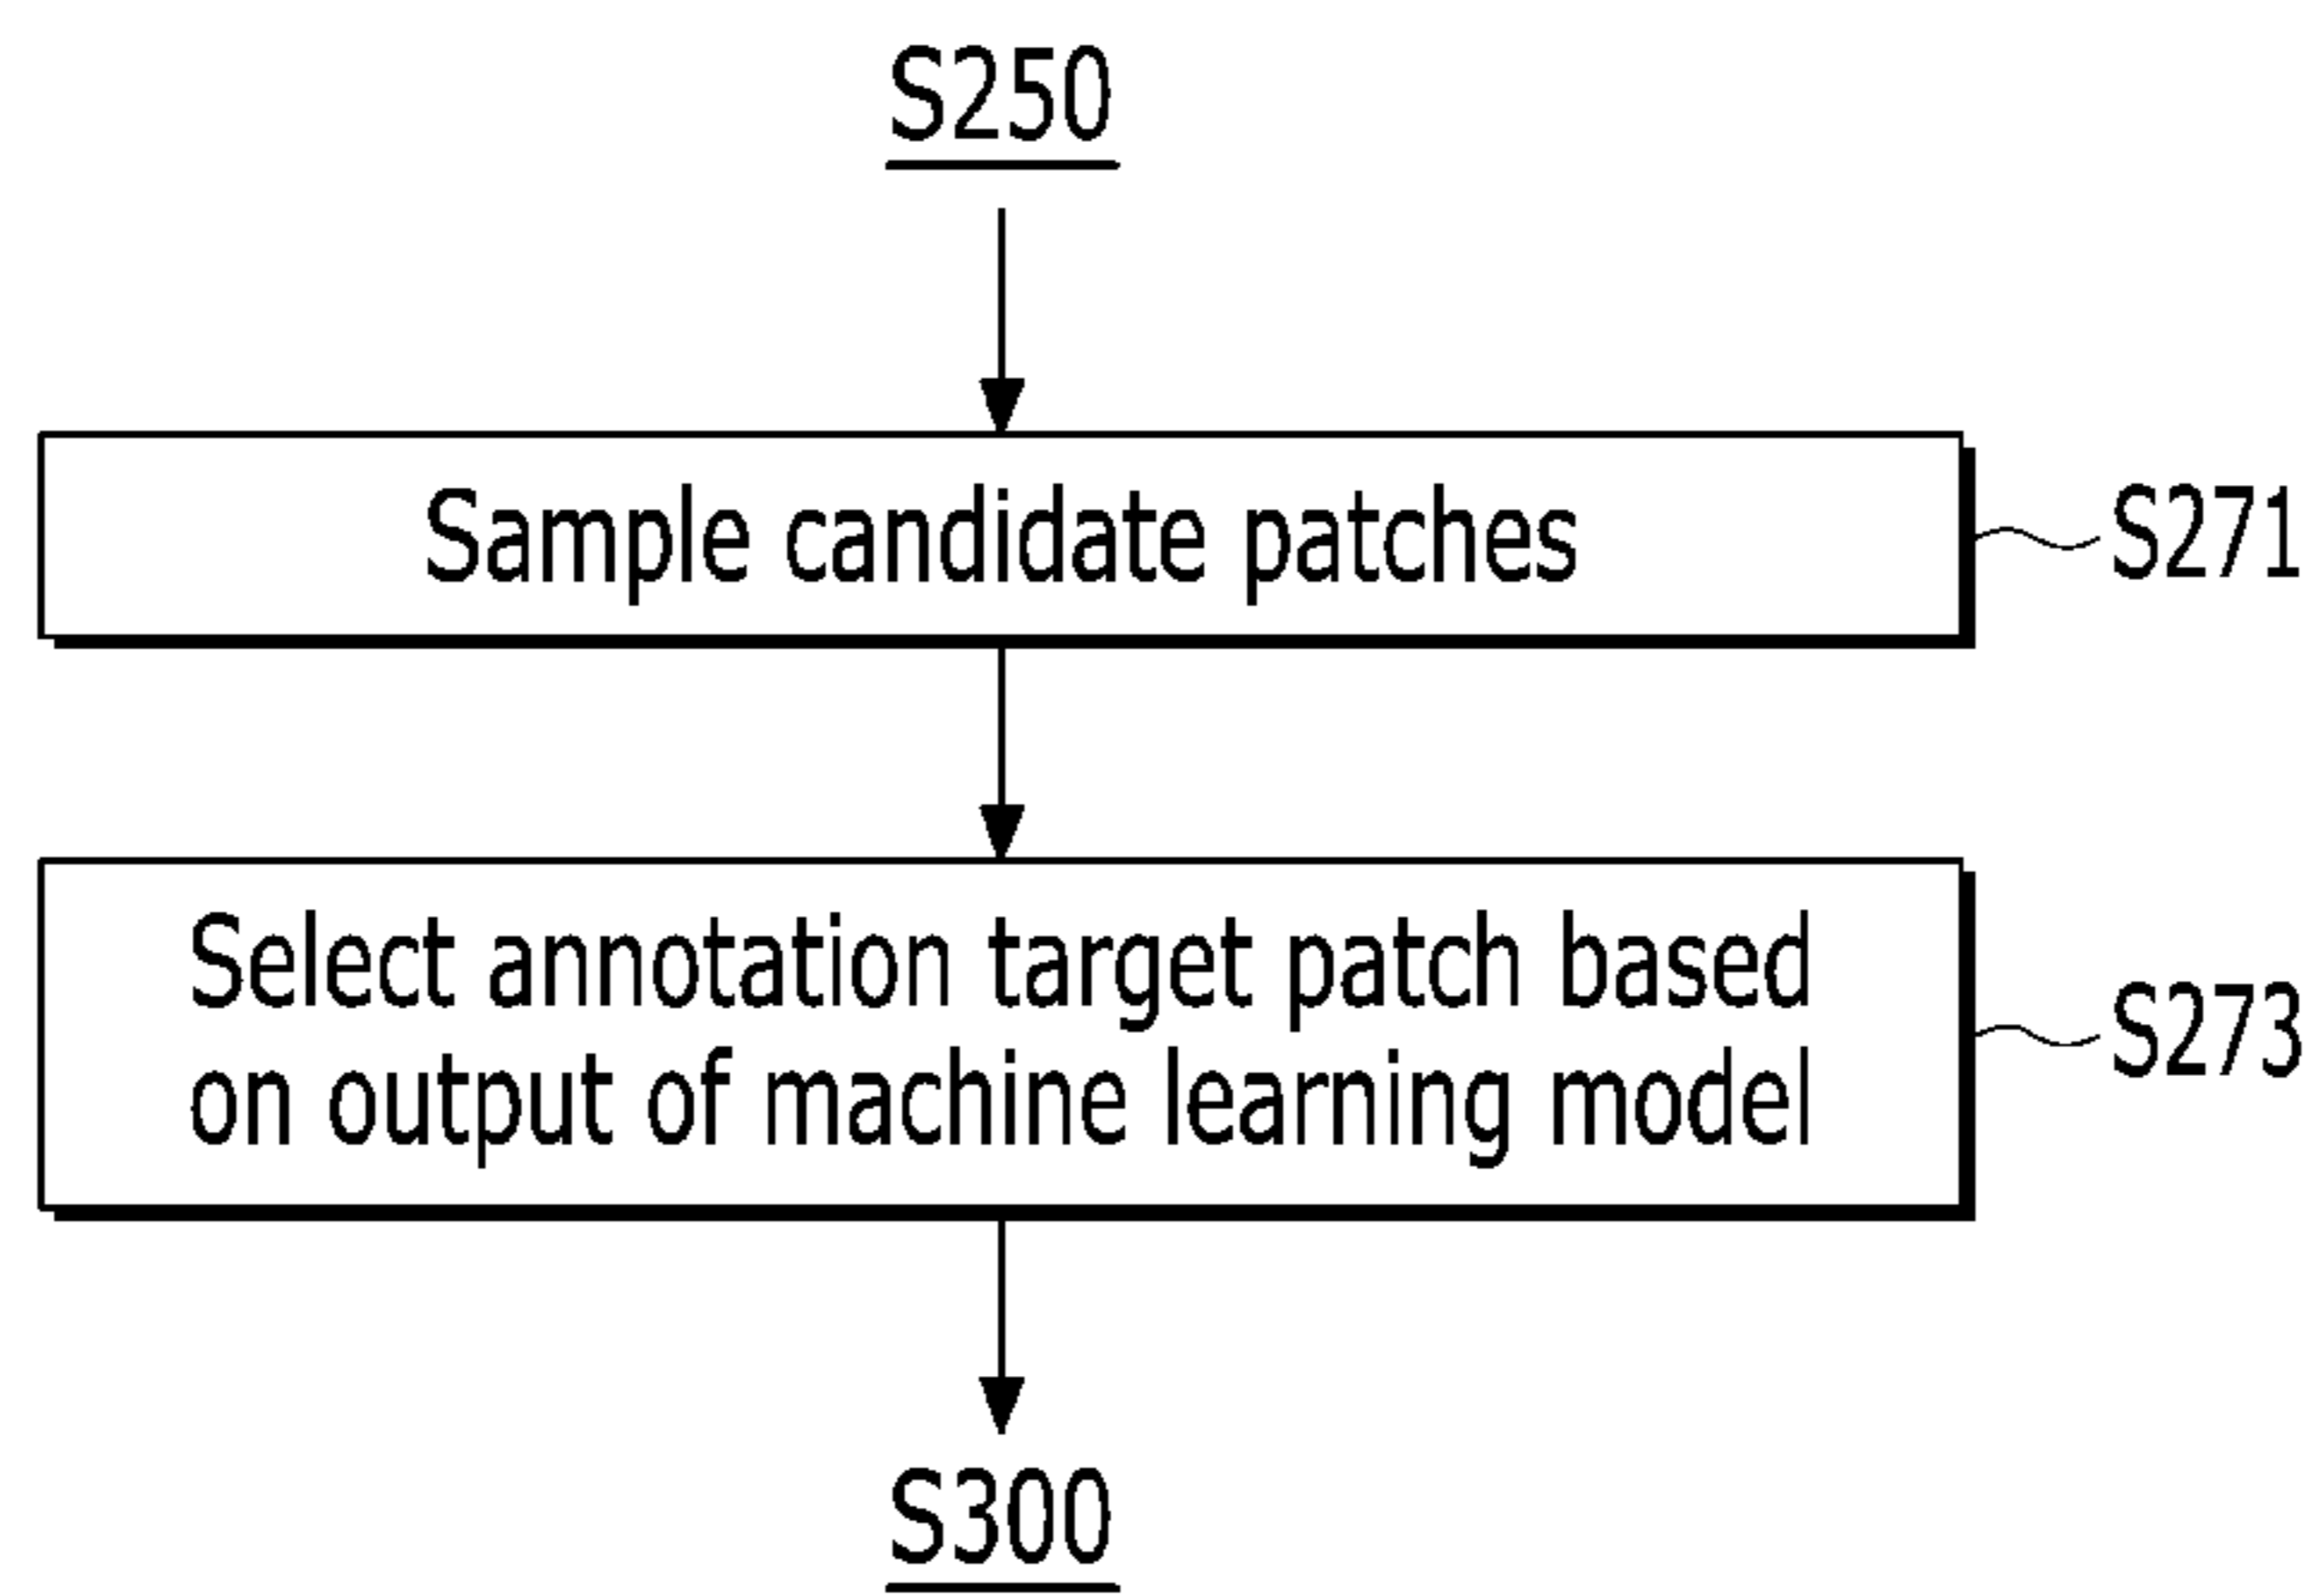 S250
Sample candidate patches
S271
Select annotation target patch based
on output of machine learning model
S273
S300